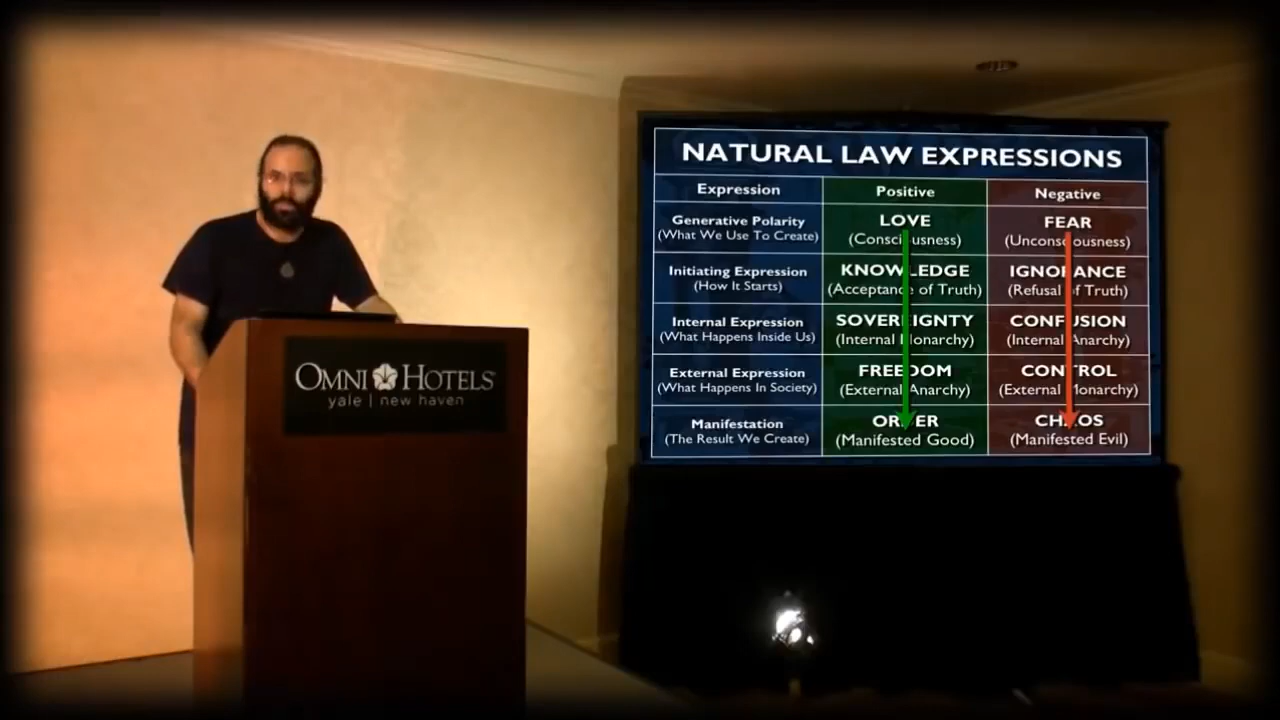 OMNI HOTELS
yale | new haven
NATURAL LAW EXPRESSIONS
Expression Positive Negative
Generative Polarity LOVE FEAR
(What We Use To Create) (Consciousness) (Unconsciousness)
Initiating Expression KNOWLEDGE IGNORANCE
(How It Starts) (Acceptance of Truth) (Refusal of Truth)
Internal Expression SOVEREIGNTY CONFUSION
(What Happens Inside Us) (Internal Monarchy) (Internal Anarchy)
External Expression FREEDOM CONTROL
(What Happens In Society) (External Anarchy) (External Monarchy)
Manifestation ORDER CHAOS
(The Result We Create) (Manifested Good) (Manifested Evil)